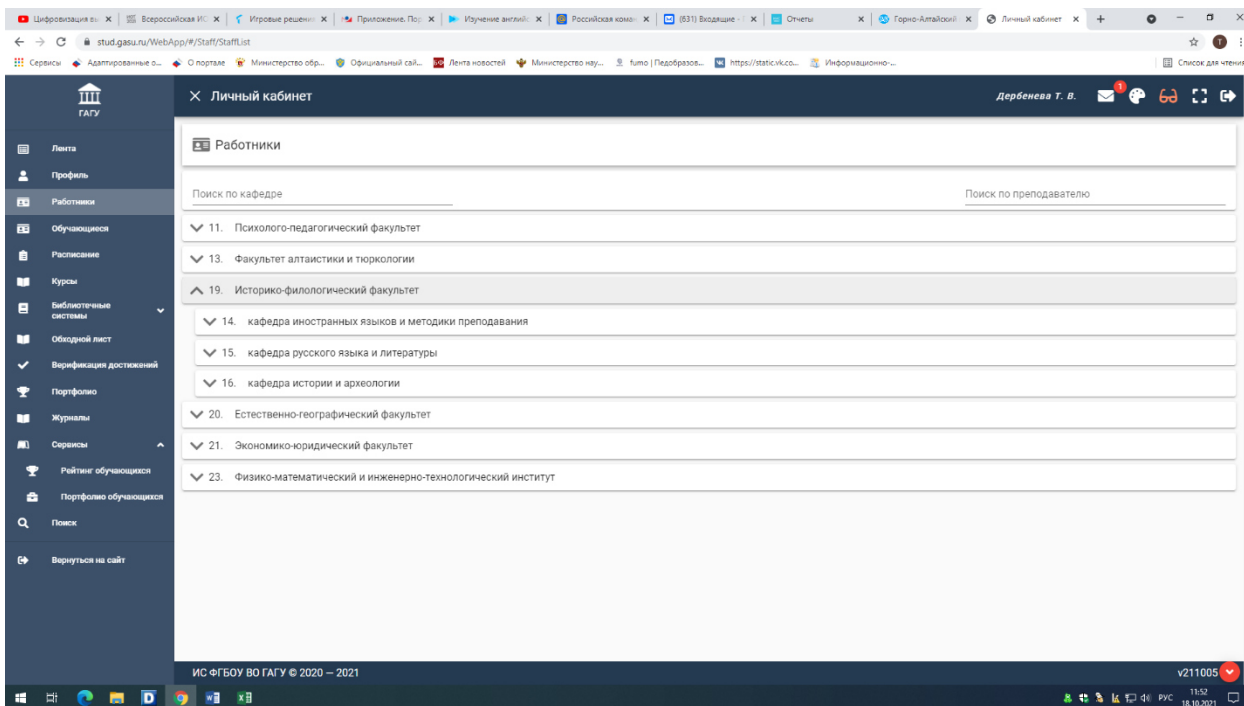 Цифровизация вы
Всероссийская ИС
Игровые решени
Приложение. Пор
Изучение английс
Российская коман
(631) Входящие -
Отчеты
Горно-Алтайский
Личный кабинет
stud.gasu.ru/WebApp/#/Staff/StaffList
Т
Сервисы
Адаптированные о...
О портале
Министерство обр...
Официальный сай...
Лента новостей
Министерство нау...
fumo | Педобразов...
https://static.vk.co...
Информационно-...
Список для чтения
ГАГУ
Личный кабинет
Дербенева Т. В.
1
Лента
Профиль
Работники
Обучающиеся
Расписание
Курсы
Библиотечные
системы
Обходной лист
Верификация достижений
Портфолио
Журналы
Сервисы
Рейтинг обучающихся
Портфолио обучающихся
Поиск
Вернуться на сайт
Работники
Поиск по кафедре
Поиск по преподавателю
11. Психолого-педагогический факультет
13. Факультет алтаистики и тюркологии
19. Историко-филологический факультет
14. кафедра иностранных языков и методики преподавания
15. кафедра русского языка и литературы
16. кафедра истории и археологии
20. Естественно-географический факультет
21. Экономико-юридический факультет
23. Физико-математический и инженерно-технологический институт
ИС ФГБОУ ВО ГАГУ © 2020 — 2021
v211005
РУС
11:52
18.10.2021